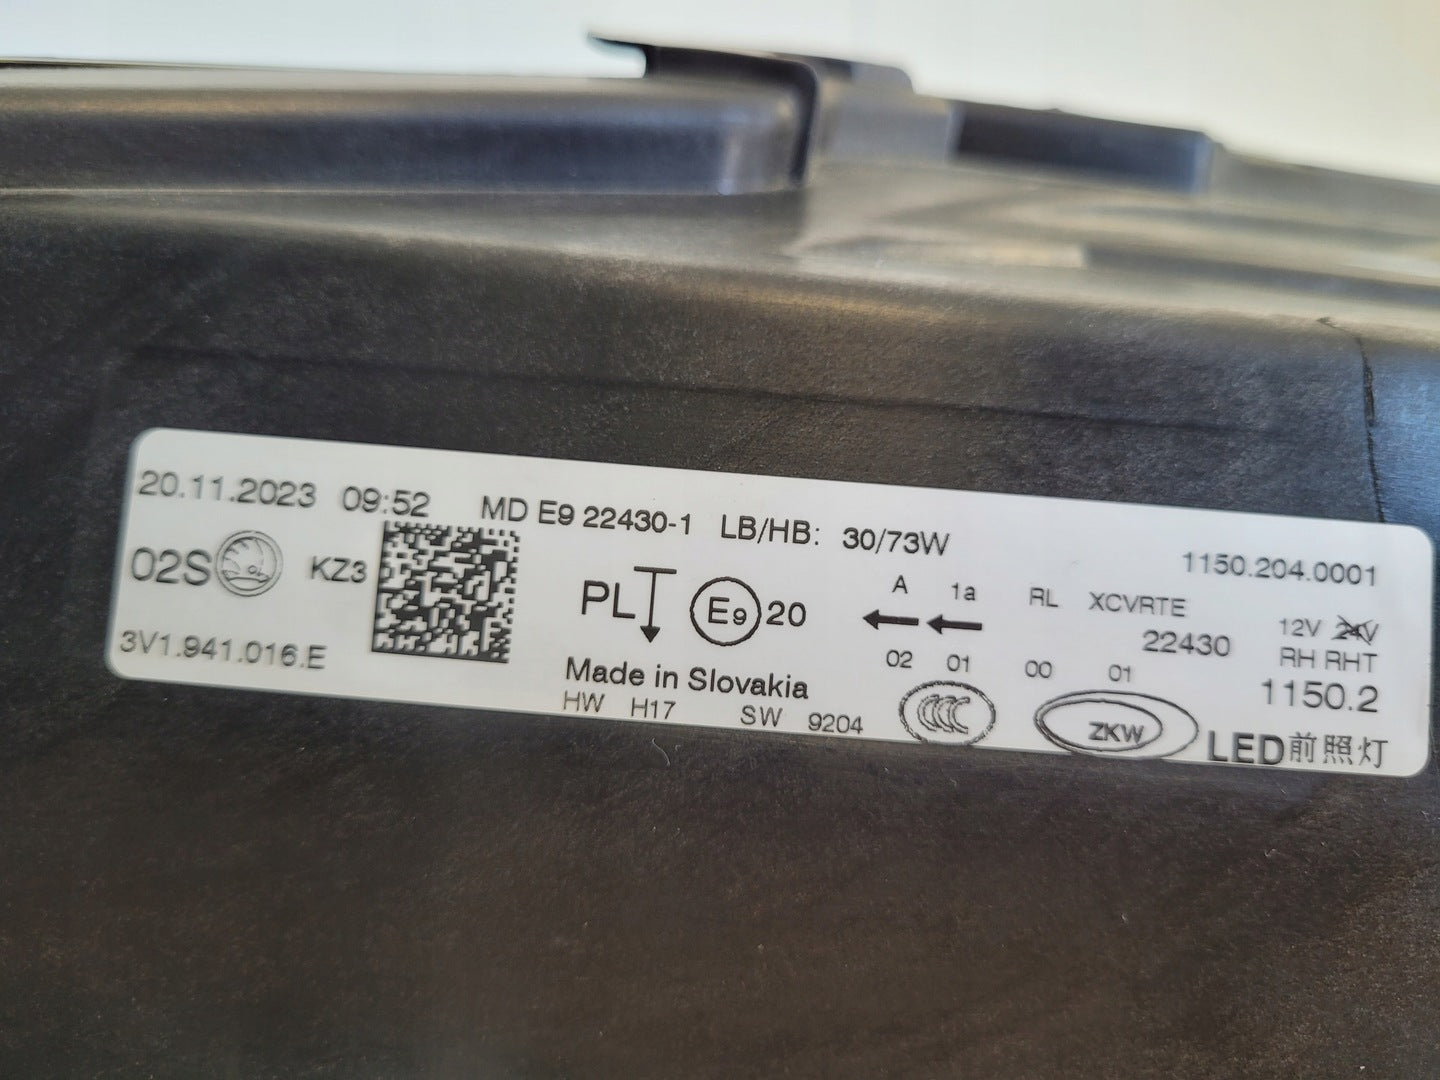 20.11.2023 09:52 MD E9 22430-1 LB/HB: 30/73W
1150.204.0001
02S KZ3
PL E9 20
A 1a RL XCVRTE
22430
12V 24V
RH RHT
3V1.941.016.E
02 01 00 01
1150.2
Made in Slovakia
HW H17 SW 9204
CCC
ZKW
LED前照灯